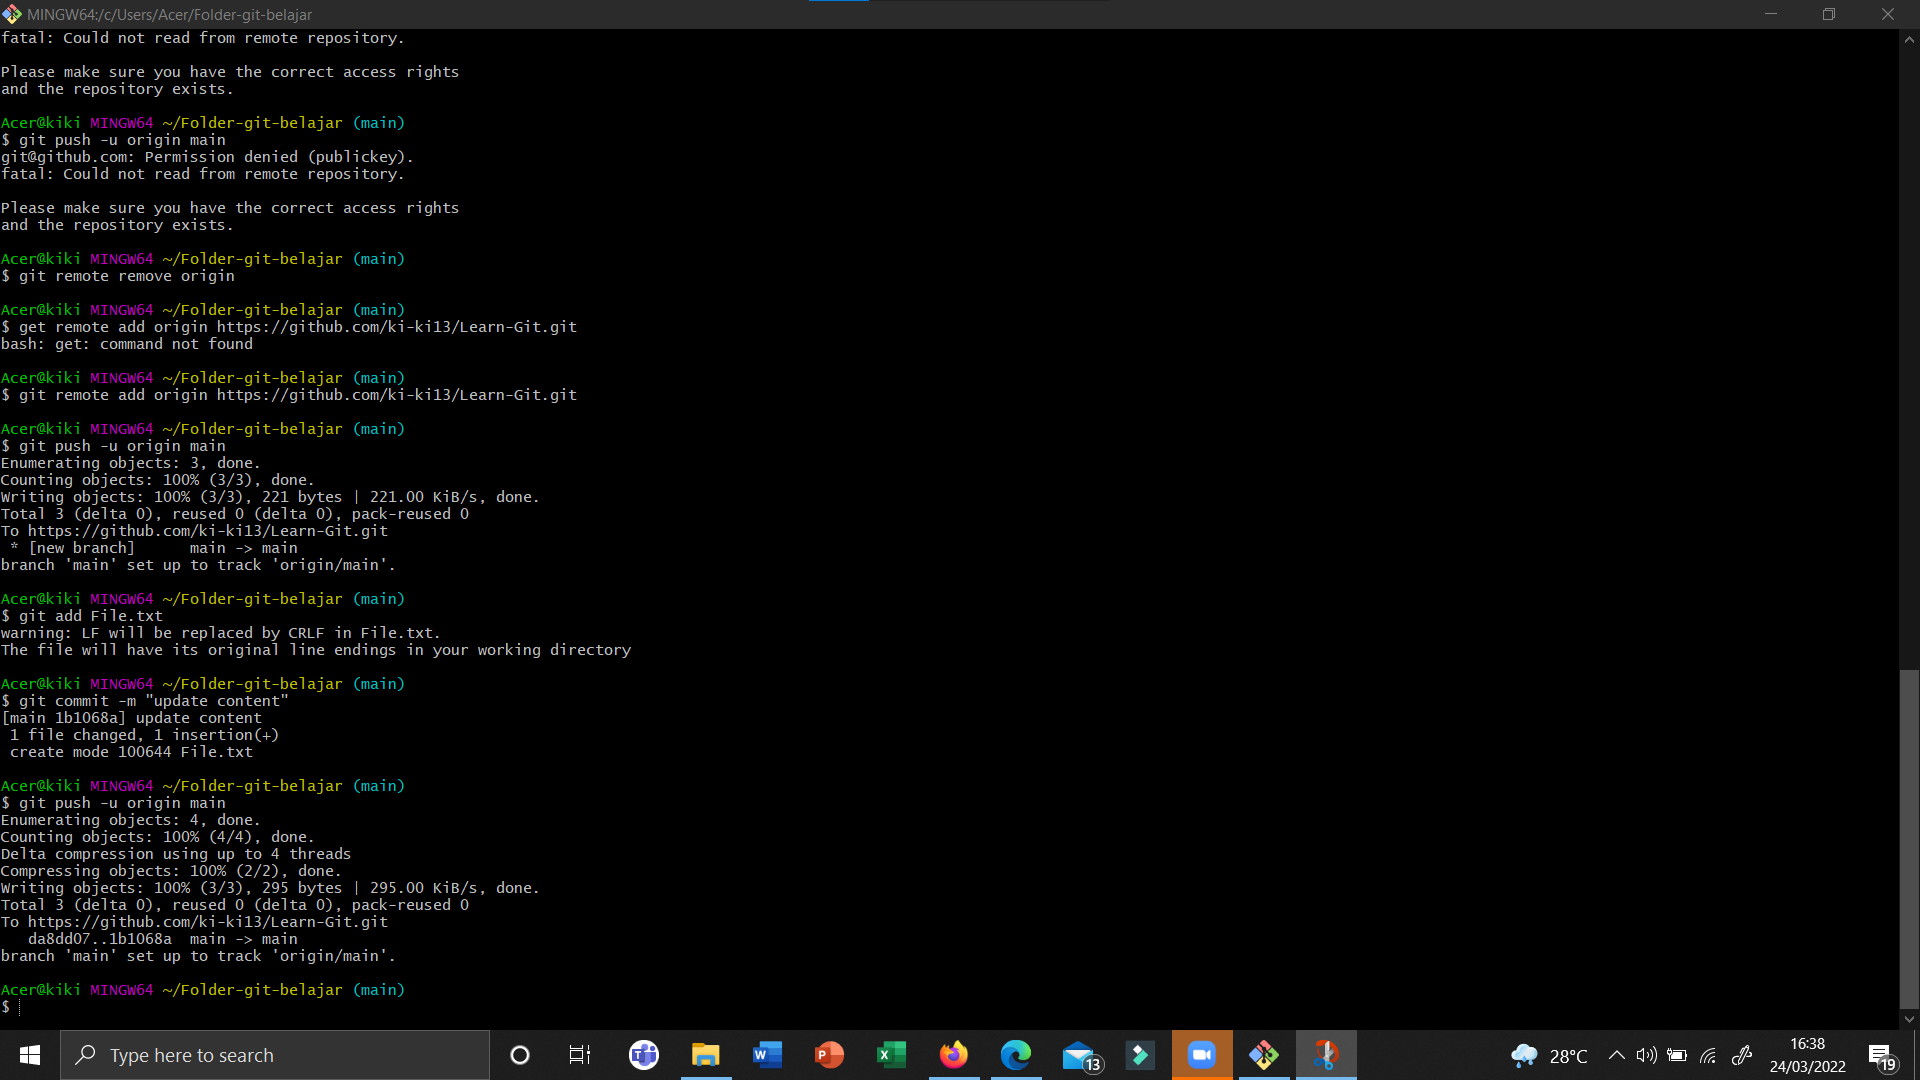 MINGW64:/c/Users/Acer/Folder-git-belajar
fatal: Could not read from remote repository.
Please make sure you have the correct access rights
and the repository exists.
Acer@kiki MINGW64 ~/Folder-git-belajar (main)
$ git push -u origin main
git@github.com: Permission denied (publickey).
fatal: Could not read from remote repository.
Please make sure you have the correct access rights
and the repository exists.
Acer@kiki MINGW64 ~/Folder-git-belajar (main)
$ git remote remove origin
Acer@kiki MINGW64 ~/Folder-git-belajar (main)
$ get remote add origin https://github.com/ki-ki13/Learn-Git.git
bash: get: command not found
Acer@kiki MINGW64 ~/Folder-git-belajar (main)
$ git remote add origin https://github.com/ki-ki13/Learn-Git.git
Acer@kiki MINGW64 ~/Folder-git-belajar (main)
$ git push -u origin main
Enumerating objects: 3, done.
Counting objects: 100% (3/3), done.
Writing objects: 100% (3/3), 221 bytes | 221.00 KiB/s, done.
Total 3 (delta 0), reused 0 (delta 0), pack-reused 0
To https://github.com/ki-ki13/Learn-Git.git
 * [new branch]      main -> main
branch 'main' set up to track 'origin/main'.
Acer@kiki MINGW64 ~/Folder-git-belajar (main)
$ git add File.txt
warning: LF will be replaced by CRLF in File.txt.
The file will have its original line endings in your working directory
Acer@kiki MINGW64 ~/Folder-git-belajar (main)
$ git commit -m "update content"
[main 1b1068a] update content
 1 file changed, 1 insertion(+)
 create mode 100644 File.txt
Acer@kiki MINGW64 ~/Folder-git-belajar (main)
$ git push -u origin main
Enumerating objects: 4, done.
Counting objects: 100% (4/4), done.
Delta compression using up to 4 threads
Compressing objects: 100% (2/2), done.
Writing objects: 100% (3/3), 295 bytes | 295.00 KiB/s, done.
Total 3 (delta 0), reused 0 (delta 0), pack-reused 0
To https://github.com/ki-ki13/Learn-Git.git
   da8dd07..1b1068a  main -> main
branch 'main' set up to track 'origin/main'.
Acer@kiki MINGW64 ~/Folder-git-belajar (main)
$
Type here to search
13
28°C
16:38
24/03/2022
19